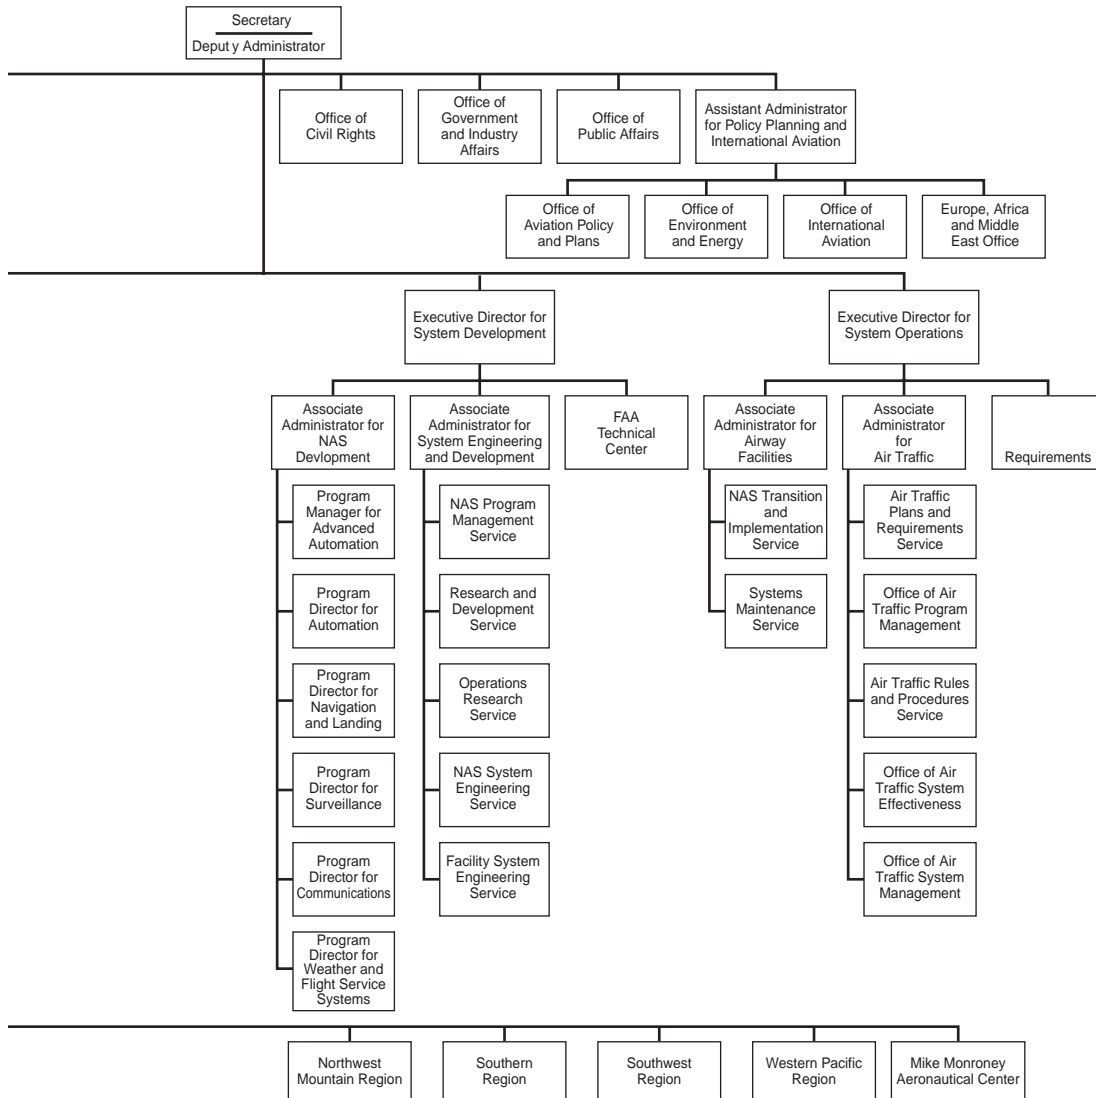 Secretary
Deput y Administrator
Office of
Civil Rights
Office of
Government
and Industry
Affairs
Office of
Public Affairs
Assistant Administrator
for Policy Planning and
International Aviation
Office of
Aviation Policy
and Plans
Office of
Environment
and Energy
Office of
International
Aviation
Europe, Africa
and Middle
East Office
Executive Director for
System Development
Executive Director for
System Operations
Associate
Administrator for
NAS
Devlopment
Associate
Administrator for
System Engineering
and Development
FAA
Technical
Center
Associate
Administrator for
Airway
Facilities
Associate
Administrator
for
Air Traffic
Requirements
Program
Manager for
Advanced
Automation
Program
Director for
Automation
Program
Director for
Navigation
and Landing
Program
Director for
Surveillance
Program
Director for
Communications
Program
Director for
Weather and
Flight Service
Systems
NAS Program
Management
Service
Research and
Development
Service
Operations
Research
Service
NAS System
Engineering
Service
Facility System
Engineering
Service
NAS Transition
and
Implementation
Service
Systems
Maintenance
Service
Air Traffic
Plans and
Requirements
Service
Office of Air
Traffic Program
Management
Air Traffic Rules
and Procedures
Service
Office of Air
Traffic System
Effectiveness
Office of Air
Traffic System
Management
Northwest
Mountain Region
Southern
Region
Southwest
Region
Western Pacific
Region
Mike Monroney
Aeronautical Center